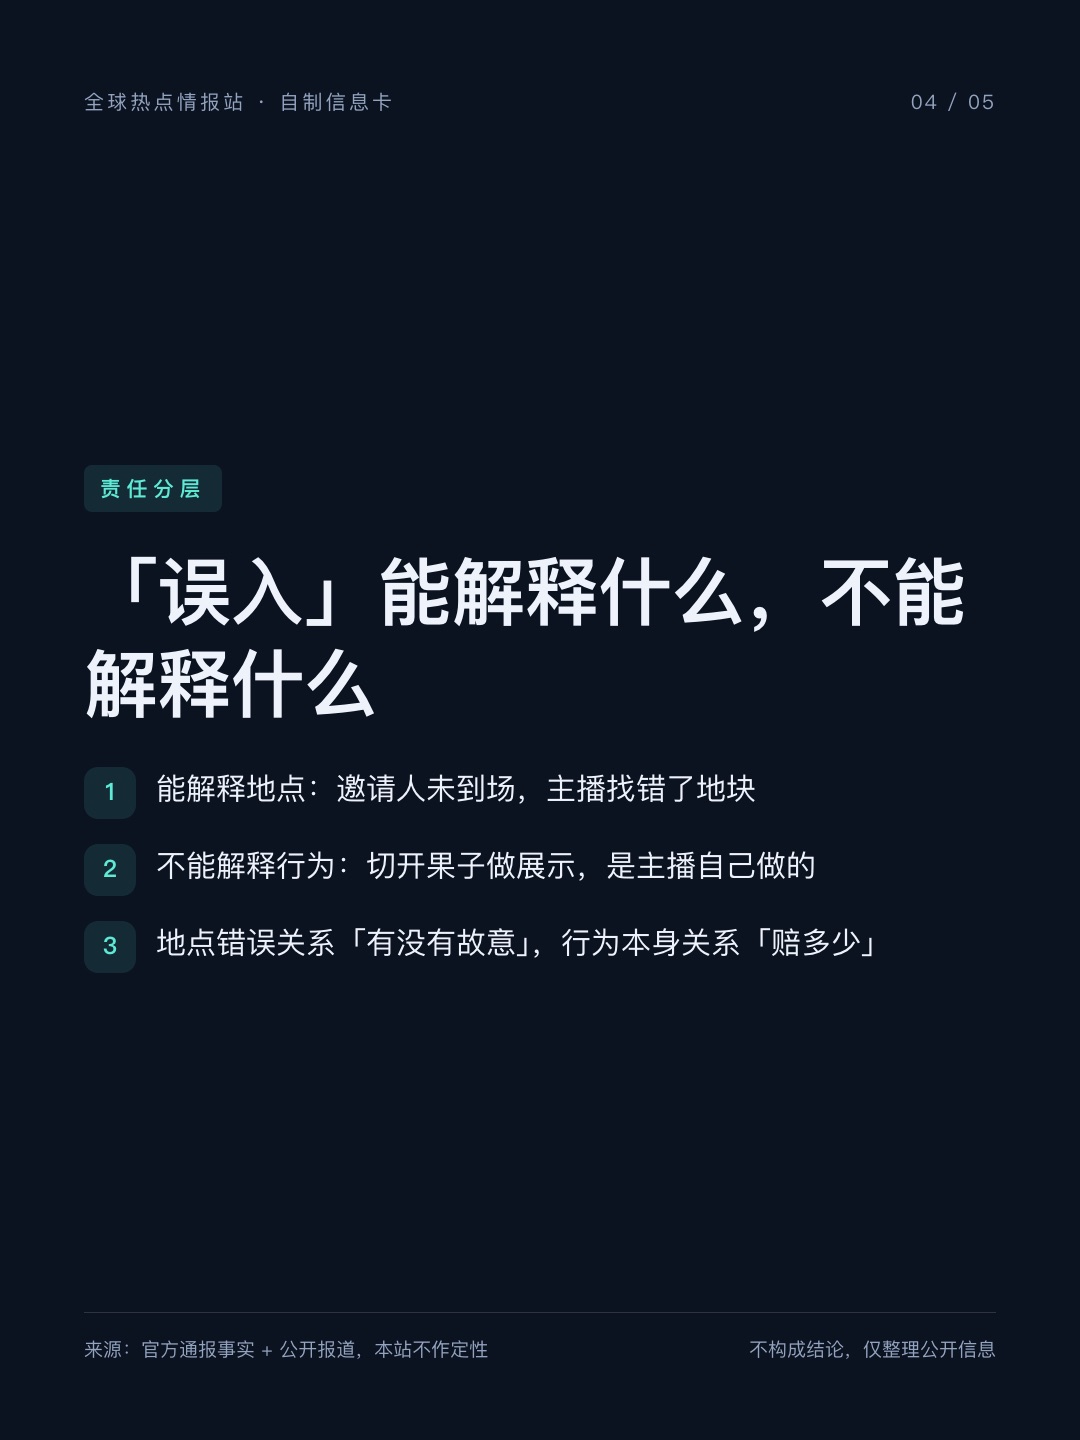 全球热点情报站 · 自制信息卡
04 / 05
责任分层
「误入」能解释什么，不能
解释什么
1 能解释地点：邀请人未到场，主播找错了地块
2 不能解释行为：切开果子做展示，是主播自己做的
3 地点错误关系「有没有故意」，行为本身关系「赔多少」
来源：官方通报事实 + 公开报道，本站不作定性
不构成结论，仅整理公开信息